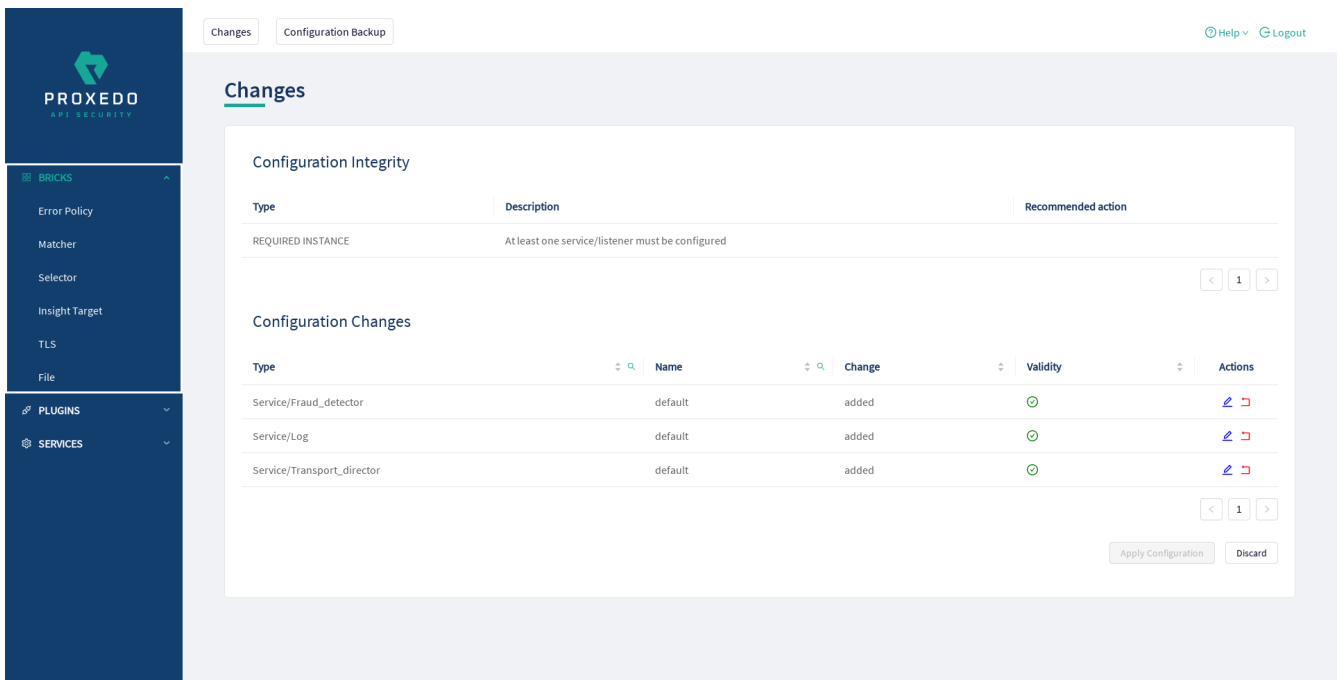 Changes Configuration Backup Help Logout
PROXEDO
API SECURITY
BRICKS
Error Policy
Matcher
Selector
Insight Target
TLS
File
PLUGINS
SERVICES
Changes
Configuration Integrity
Type Description Recommended action
REQUIRED INSTANCE At least one service/listener must be configured
1
Configuration Changes
Type Name Change Validity Actions
Service/Fraud_detector default added
Service/Log default added
Service/Transport_director default added
1
Apply Configuration Discard